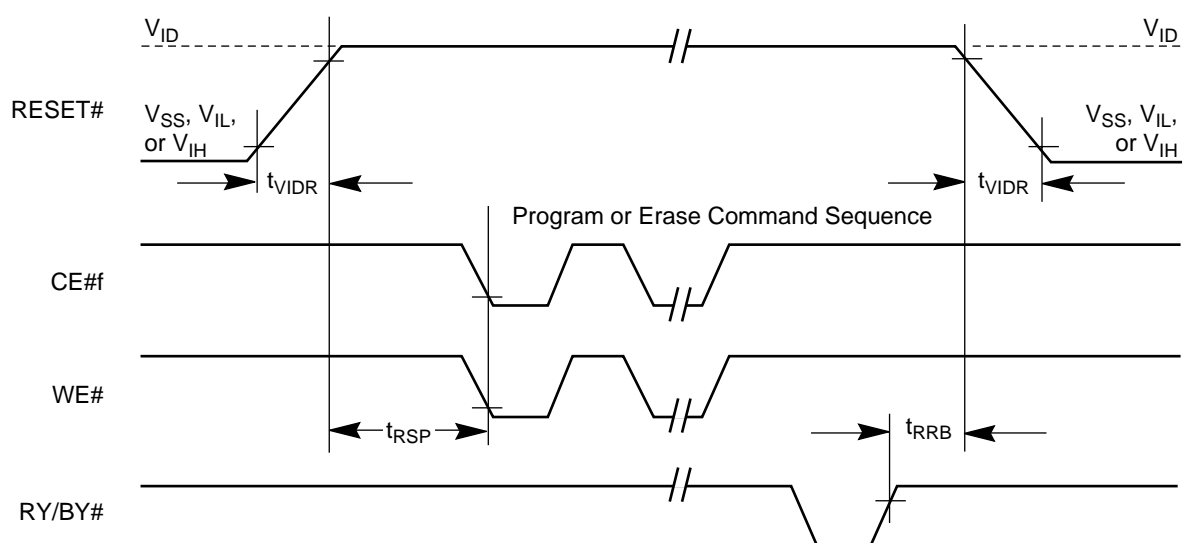 V_ID V_ID
RESET#
V_SS, V_IL,
or V_IH
V_SS, V_IL,
or V_IH
t_VIDR t_VIDR
Program or Erase Command Sequence
CE#f
WE#
t_RSP t_RRB
RY/BY#